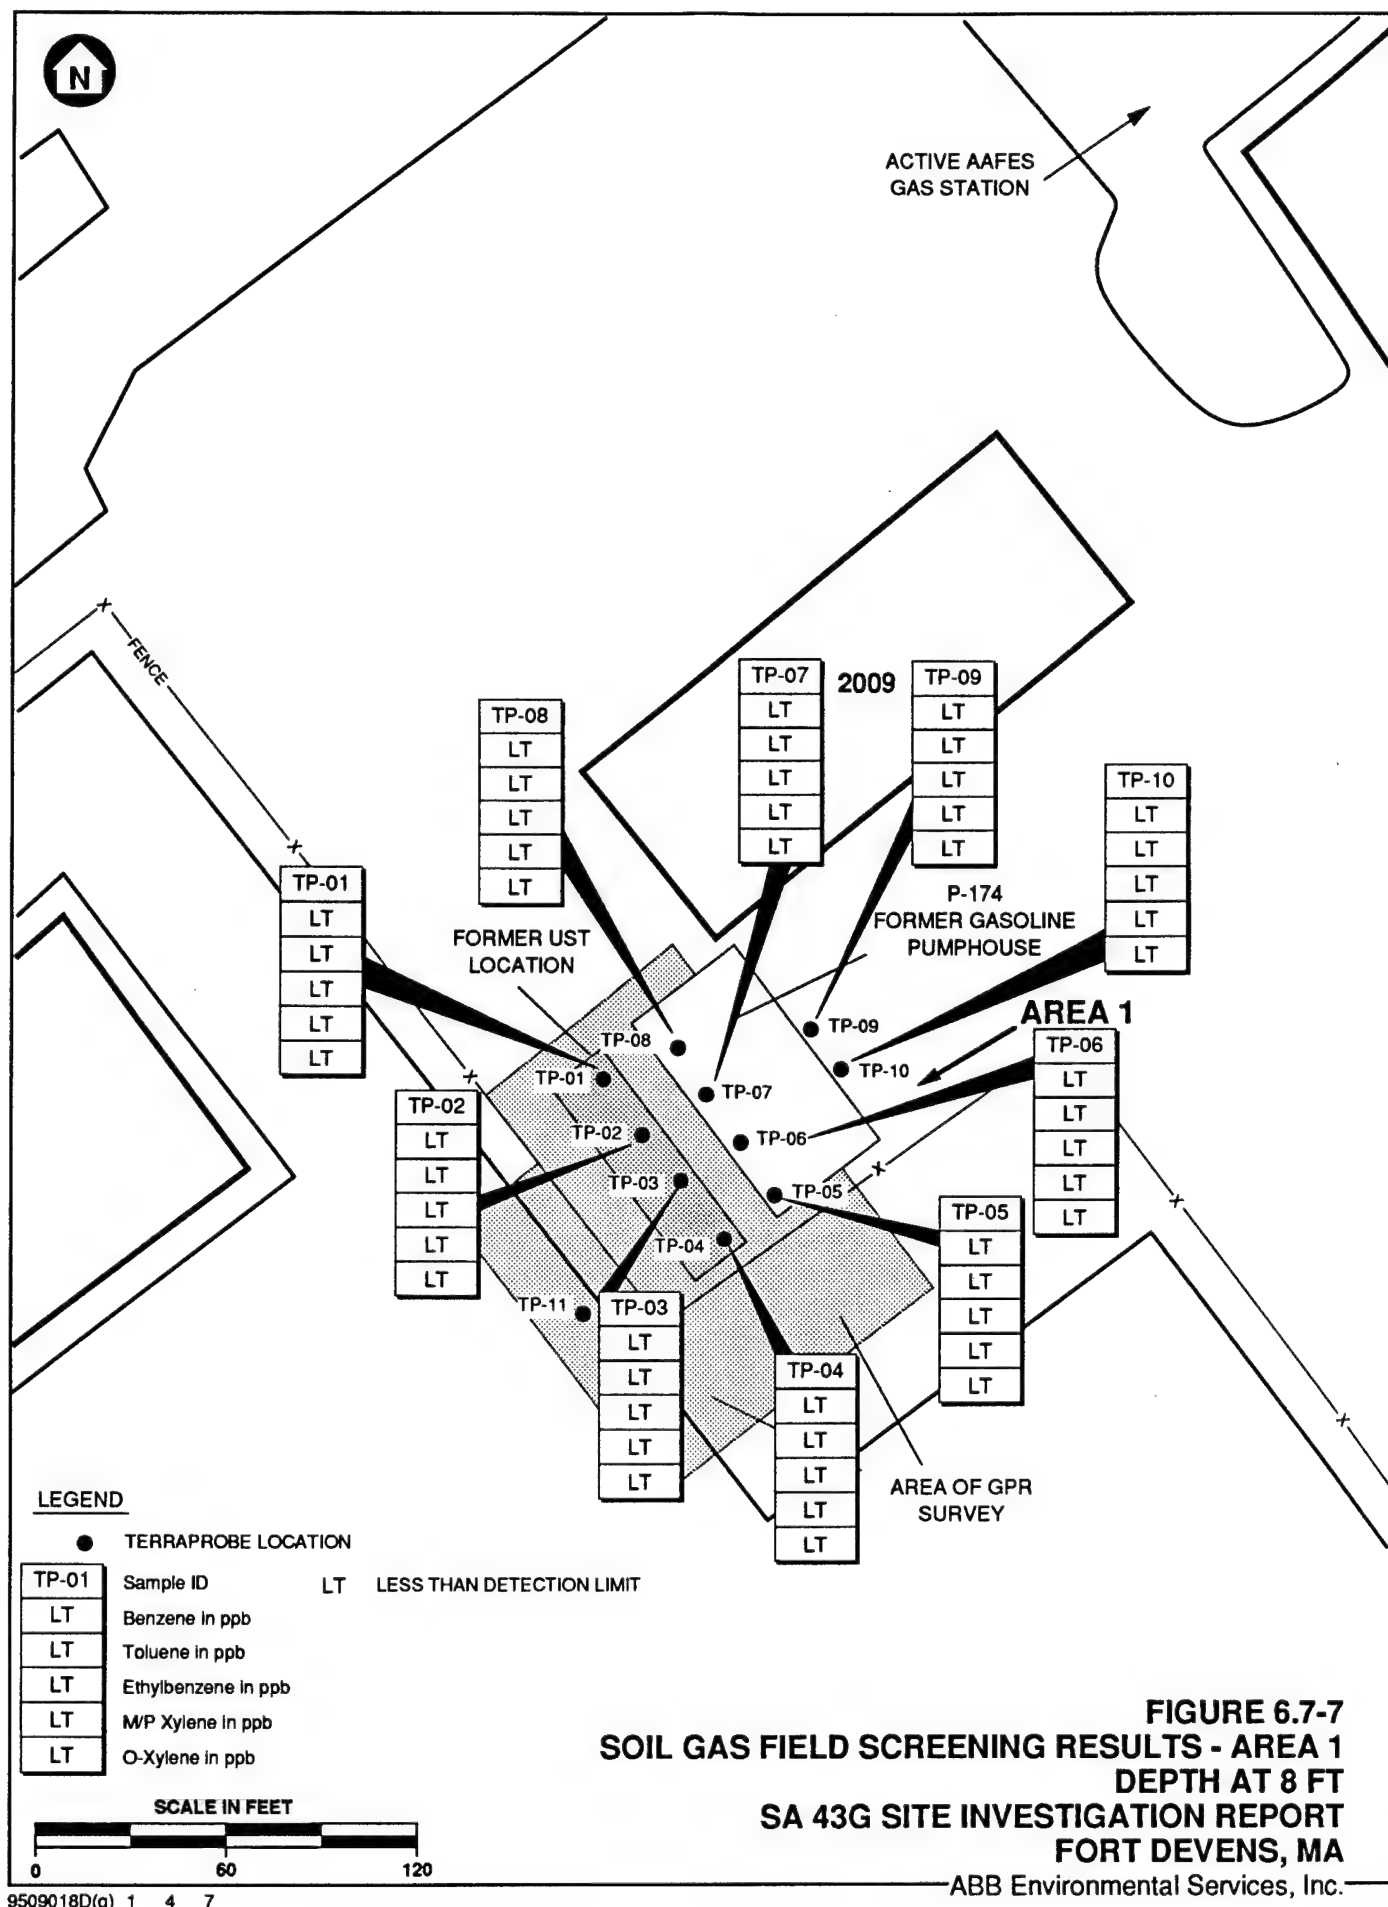 N
ACTIVE AAFES
GAS STATION
FENCE
TP-07
LT
LT
LT
LT
LT
2009
TP-09
LT
LT
LT
LT
LT
TP-08
LT
LT
LT
LT
LT
TP-10
LT
LT
LT
LT
LT
TP-01
LT
LT
LT
LT
LT
P-174
FORMER GASOLINE
PUMPHOUSE
FORMER UST
LOCATION
AREA 1
TP-09
TP-08
TP-10
TP-01
TP-07
TP-06
LT
LT
LT
LT
LT
TP-02
LT
LT
LT
LT
LT
TP-02
TP-06
TP-03
TP-05
TP-04
TP-11
TP-05
LT
LT
LT
LT
LT
TP-03
LT
LT
LT
LT
LT
TP-04
LT
LT
LT
LT
LT
AREA OF GPR
SURVEY
LEGEND
TERRAPROBE LOCATION
TP-01 Sample ID
LT LESS THAN DETECTION LIMIT
LT Benzene in ppb
LT Toluene in ppb
LT Ethylbenzene in ppb
LT M/P Xylene in ppb
LT O-Xylene in ppb
SCALE IN FEET
0 60 120
FIGURE 6.7-7
SOIL GAS FIELD SCREENING RESULTS - AREA 1
DEPTH AT 8 FT
SA 43G SITE INVESTIGATION REPORT
FORT DEVENS, MA
ABB Environmental Services, Inc.
9509018D(g) 1 4 7